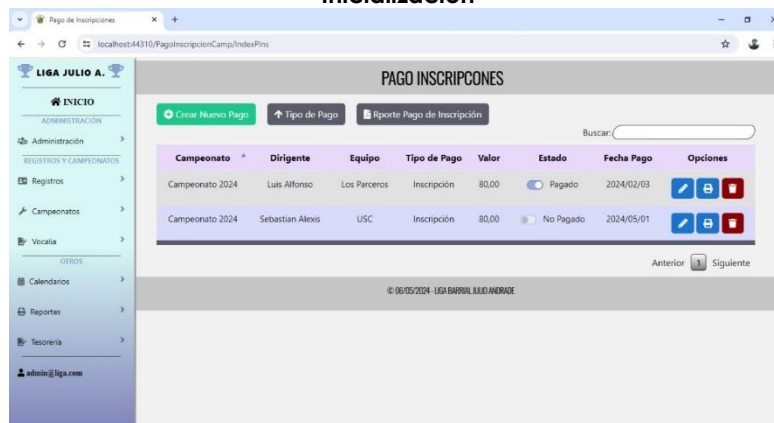 Inicialización
Pago de Inscripciones
localhost:44310/PagoInscripcionCamp/IndexPIns
LIGA JULIO A.
PAGO INSCRIPCONES
INICIO
ADMINISTRACIÓN
Administración
REGISTROS Y CAMPEONATOS
Registros
Campeonatos
Vocalia
OTROS
Calendarios
Reportes
Tesorería
admin@liga.com
Crear Nuevo Pago Tipo de Pago Rporte Pago de Inscripción
Buscar:
Campeonato Dirigente Equipo Tipo de Pago Valor Estado Fecha Pago Opciones
Campeonato 2024 Luis Alfonso Los Parceros Inscripción 80,00 Pagado 2024/02/03
Campeonato 2024 Sebastian Alexis USC Inscripción 80,00 No Pagado 2024/05/01
Anterior 1 Siguiente
© 06/05/2024 - LIGA BARRIAL JULIO ANDRADE